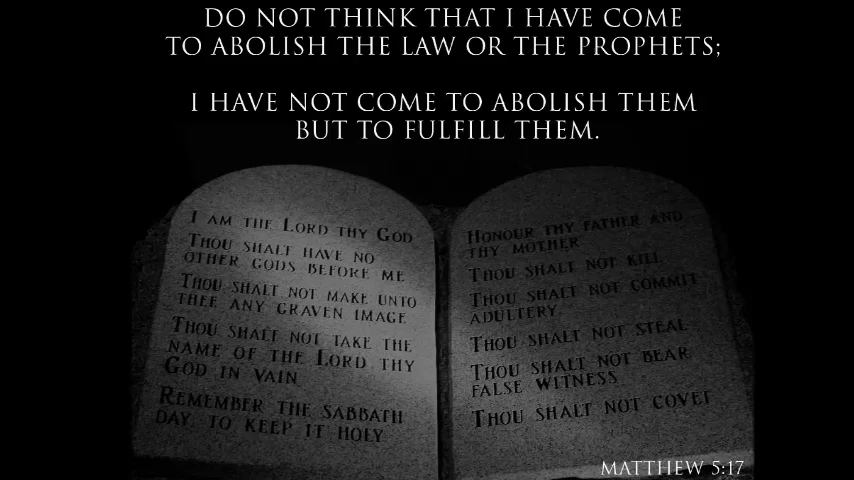 DO NOT THINK THAT I HAVE COME
TO ABOLISH THE LAW OR THE PROPHETS;
I HAVE NOT COME TO ABOLISH THEM
BUT TO FULFILL THEM.
I AM THE LORD THY GOD
THOU SHALT HAVE NO
OTHER GODS BEFORE ME
THOU SHALT NOT MAKE UNTO
THEE ANY GRAVEN IMAGE
THOU SHALT NOT TAKE THE
NAME OF THE LORD THY
GOD IN VAIN
REMEMBER THE SABBATH
DAY, TO KEEP IT HOLY
HONOUR THY FATHER AND
THY MOTHER
THOU SHALT NOT KILL
THOU SHALT NOT COMMIT
ADULTERY
THOU SHALT NOT STEAL
THOU SHALT NOT BEAR
FALSE WITNESS
THOU SHALT NOT COVET
MATTHEW 5:17